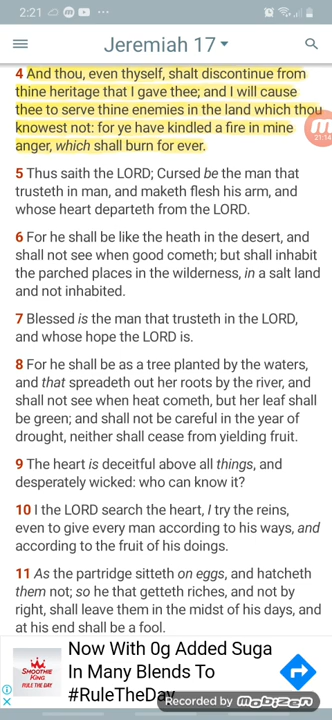 2:21
Jeremiah 17
4 And thou, even thyself, shalt discontinue from
thine heritage that I gave thee; and I will cause
thee to serve thine enemies in the land which thou
knowest not: for ye have kindled a fire in mine
anger, which shall burn for ever.
21:14
5 Thus saith the LORD; Cursed be the man that
trusteth in man, and maketh flesh his arm, and
whose heart departeth from the LORD.
6 For he shall be like the heath in the desert, and
shall not see when good cometh; but shall inhabit
the parched places in the wilderness, in a salt land
and not inhabited.
7 Blessed is the man that trusteth in the LORD,
and whose hope the LORD is.
8 For he shall be as a tree planted by the waters,
and that spreadeth out her roots by the river, and
shall not see when heat cometh, but her leaf shall
be green; and shall not be careful in the year of
drought, neither shall cease from yielding fruit.
9 The heart is deceitful above all things, and
desperately wicked: who can know it?
10 I the LORD search the heart, I try the reins,
even to give every man according to his ways, and
according to the fruit of his doings.
11 As the partridge sitteth on eggs, and hatcheth
them not; so he that getteth riches, and not by
right, shall leave them in the midst of his days, and
at his end shall be a fool.
SMOOTHIE
KING
RULE THE DAY
Now With 0g Added Suga
In Many Blends To
#RuleTheDay
Recorded by Mobizen